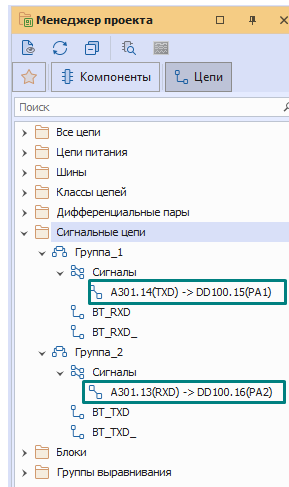 Менеджер проекта
Компоненты
Цепи
Поиск
Все цепи
Цепи питания
Шины
Классы цепей
Дифференциальные пары
Сигнальные цепи
Группа_1
Сигналы
A301.14(TXD) -> DD100.15(PA1)
BT_RXD
BT_RXD_
Группа_2
Сигналы
A301.13(RXD) -> DD100.16(PA2)
BT_TXD
BT_TXD_
Блоки
Группы выравнивания